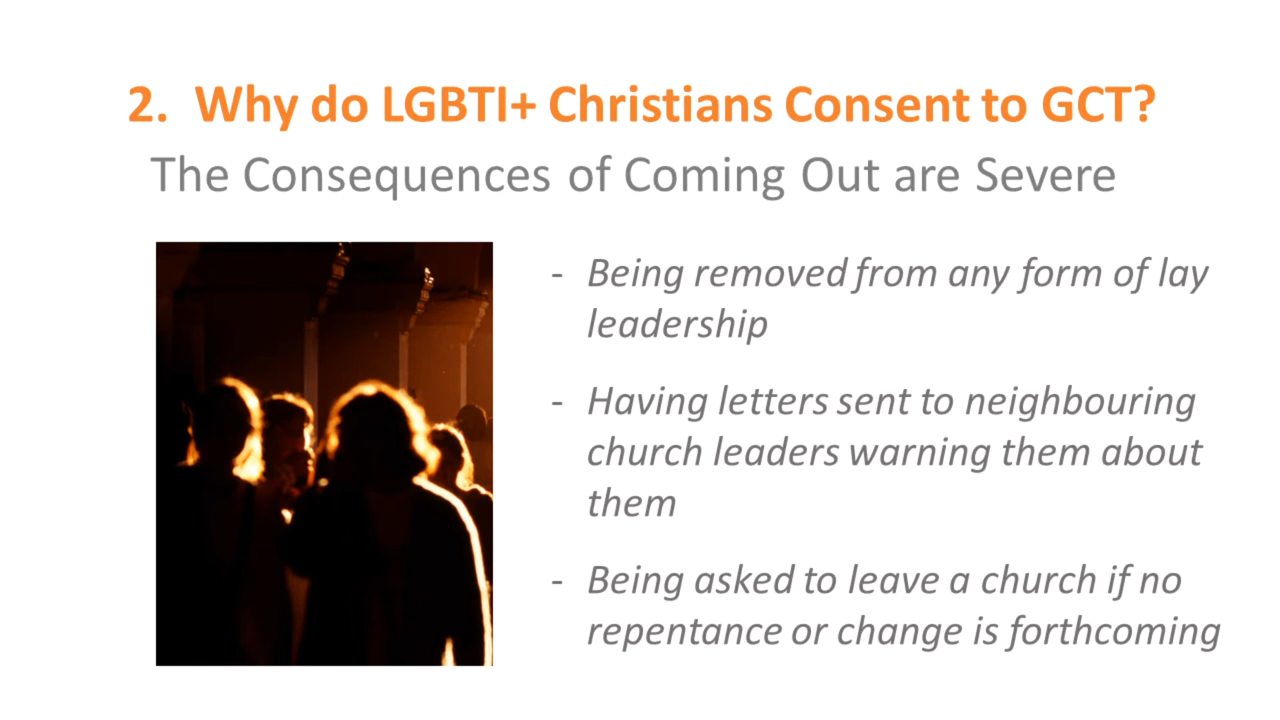 2. Why do LGBTI+ Christians Consent to GCT?
The Consequences of Coming Out are Severe
- Being removed from any form of lay
leadership
- Having letters sent to neighbouring
church leaders warning them about
them
- Being asked to leave a church if no
repentance or change is forthcoming